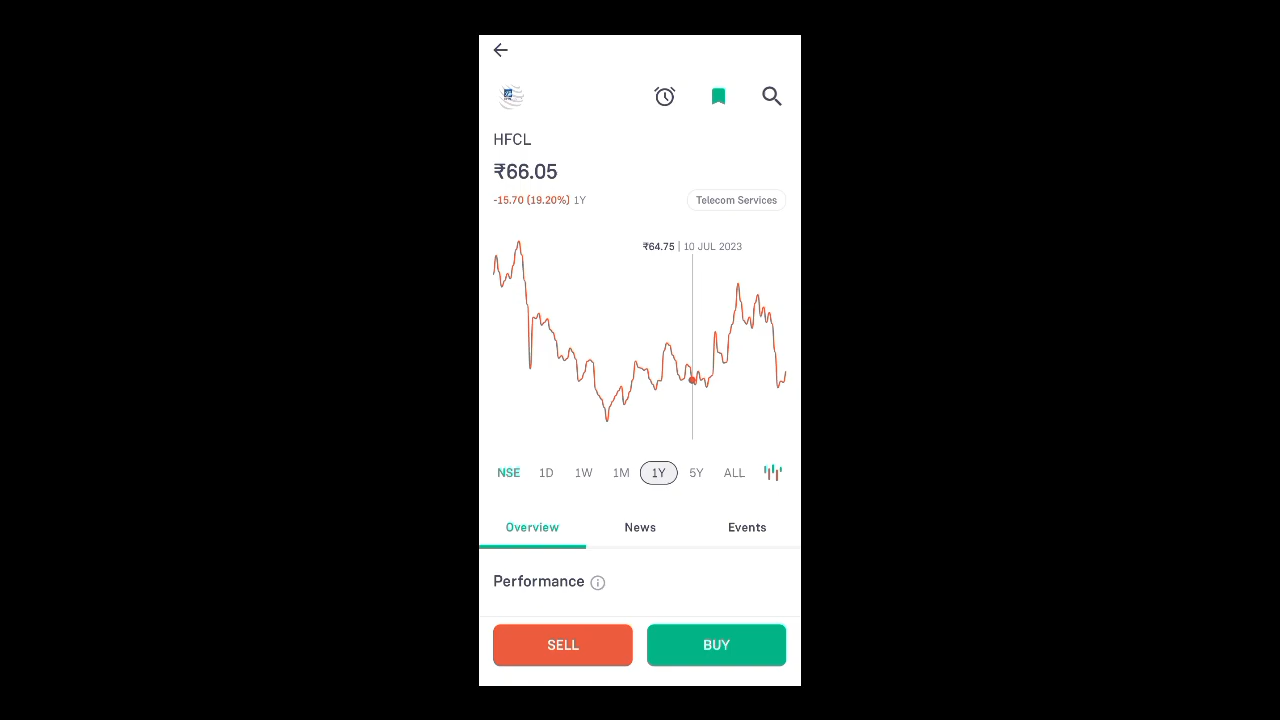 HFCL
₹66.05
-15.70 (19.20%) 1Y
Telecom Services
₹64.75 | 10 JUL 2023
NSE 1D 1W 1M 1Y 5Y ALL
Overview News Events
Performance
SELL BUY